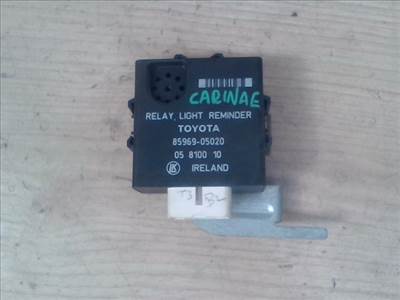 CARINAE
RELAY, LIGHT REMINDER
TOYOTA
85969-05020
05 8100 10
IRELAND